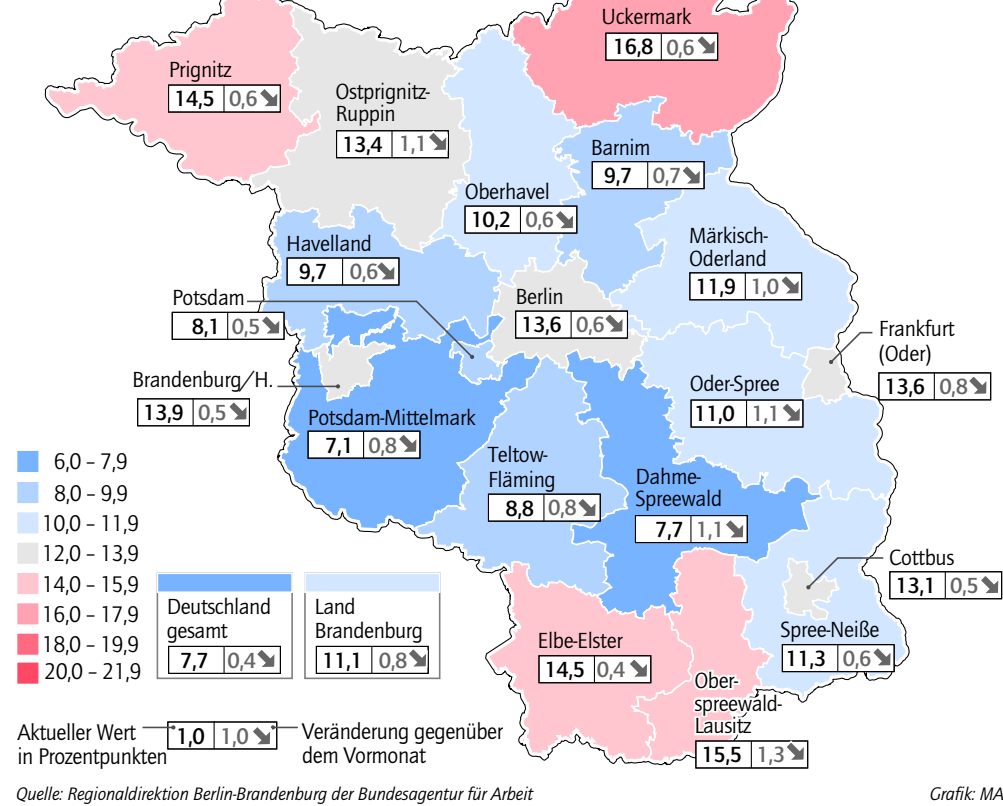 Uckermark
16,8 0,6
Prignitz
14,5 0,6
Ostprignitz-
Ruppin
13,4 1,1
Barnim
9,7 0,7
Oberhavel
10,2 0,6
Havelland
9,7 0,6
Märkisch-
Oderland
11,9 1,0
Potsdam
8,1 0,5
Berlin
13,6 0,6
Frankfurt
(Oder)
13,6 0,8
Brandenburg/H.
13,9 0,5
Oder-Spree
11,0 1,1
Potsdam-Mittelmark
7,1 0,8
Teltow-
Fläming
8,8 0,8
Dahme-
Spreewald
7,7 1,1
Cottbus
13,1 0,5
Spree-Neiße
11,3 0,6
Elbe-Elster
14,5 0,4
Ober-
spreewald-
Lausitz
15,5 1,3
6,0 – 7,9
8,0 – 9,9
10,0 – 11,9
12,0 – 13,9
14,0 – 15,9
16,0 – 17,9
18,0 – 19,9
20,0 – 21,9
Deutschland
gesamt
7,7 0,4
Land
Brandenburg
11,1 0,8
Aktueller Wert
in Prozentpunkten
1,0 1,0
Veränderung gegenüber
dem Vormonat
Quelle: Regionaldirektion Berlin-Brandenburg der Bundesagentur für Arbeit
Grafik: MA